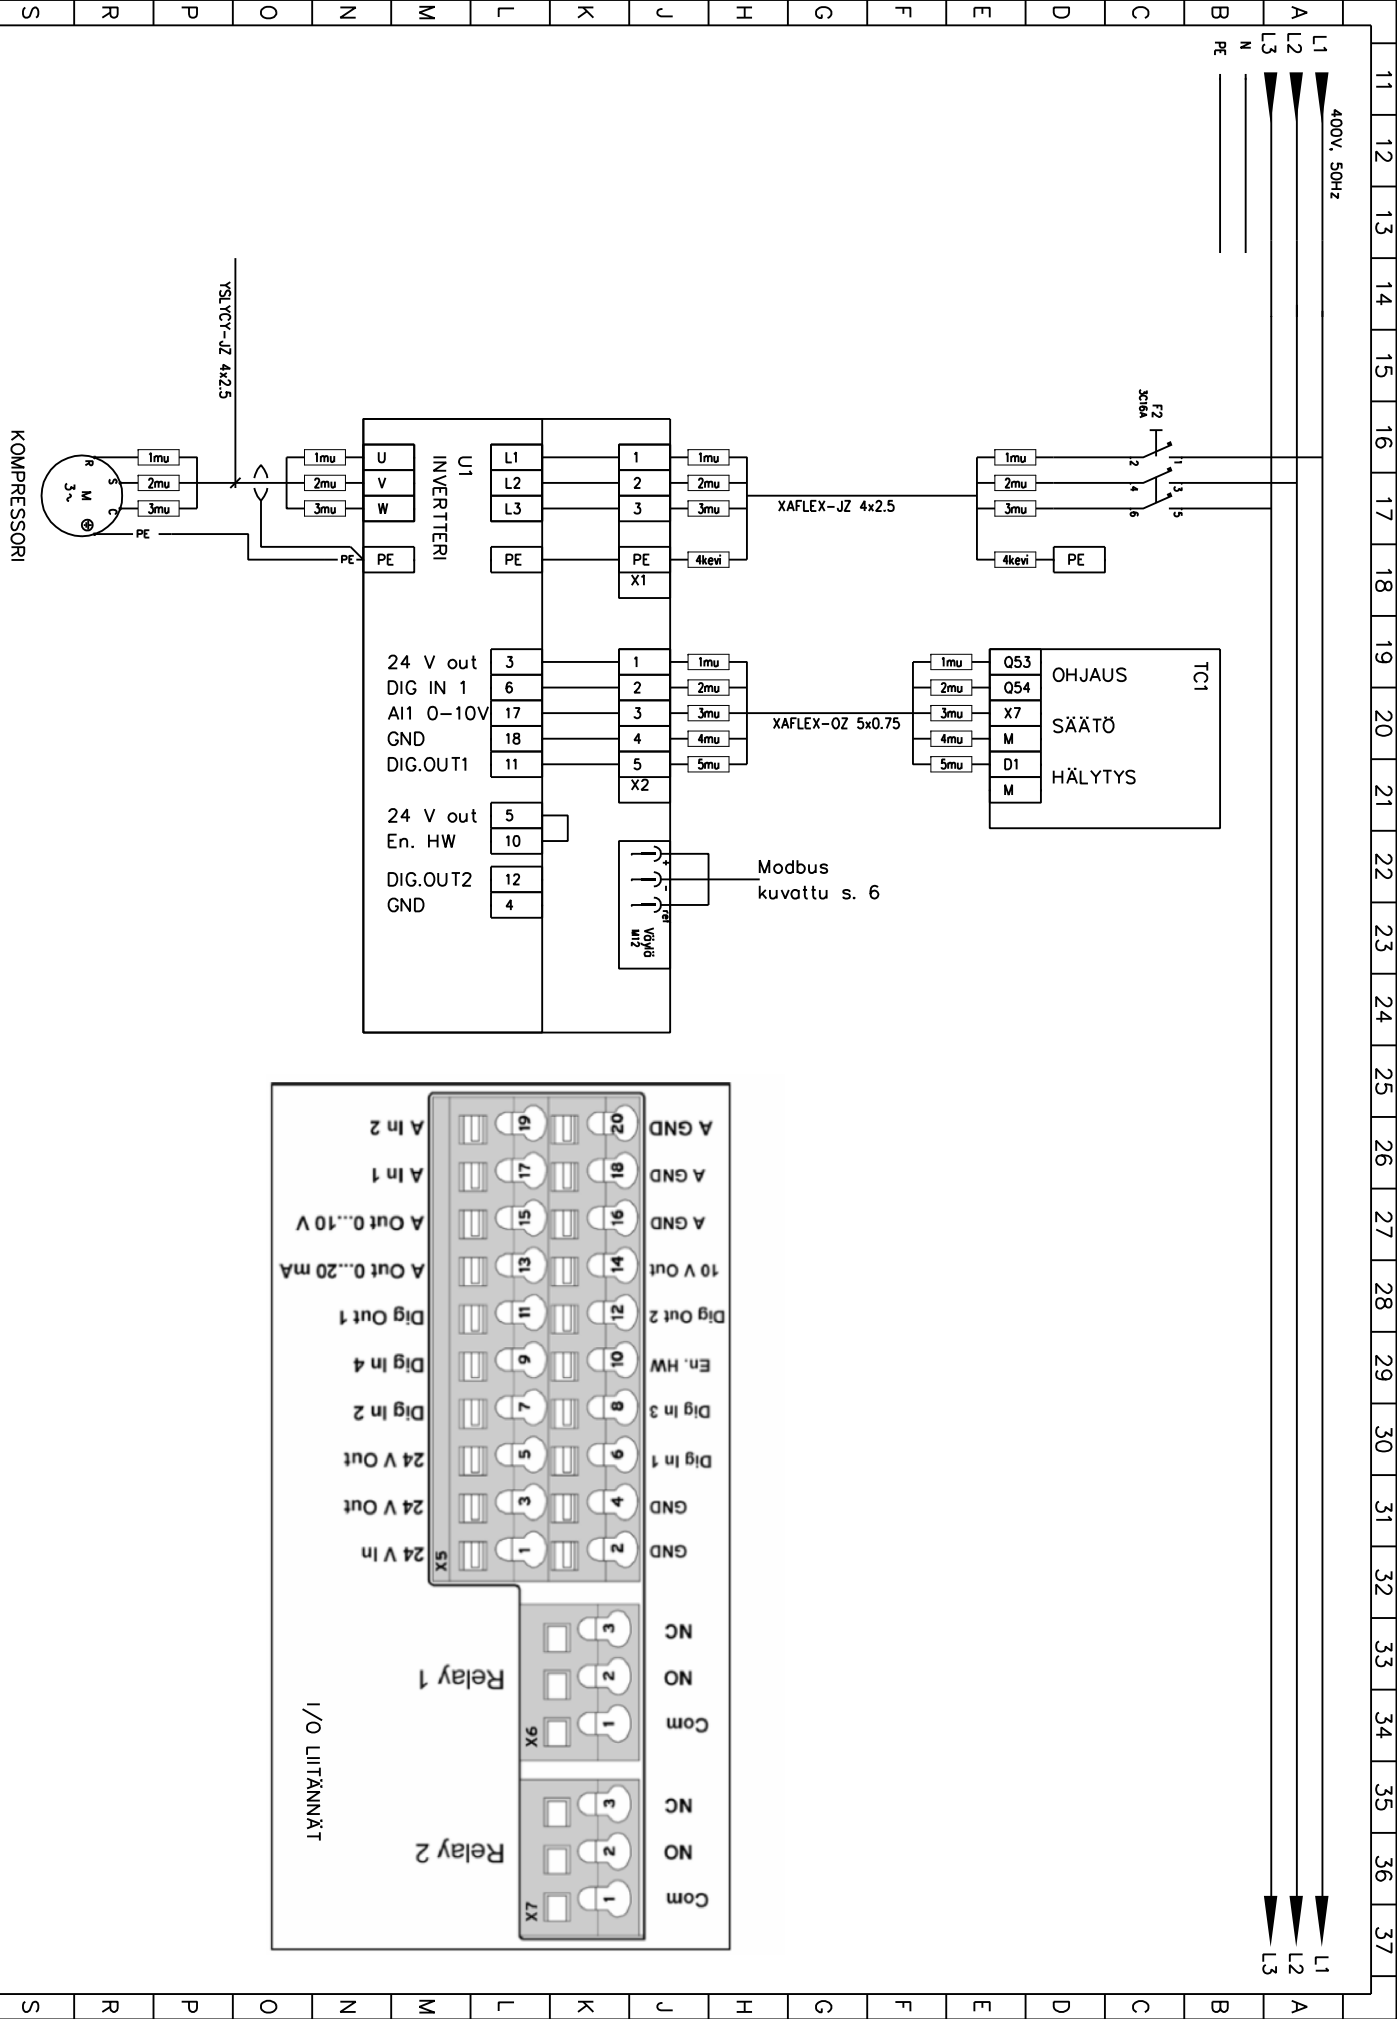 S R P O N M L K J H G F E D C B A
11 12 13 14 15 16 17 18 19 20 21 22 23 24 25 26 27 28 29 30 31 32 33 34 35 36 37
L1
L2
L3
N
PE
400V, 50Hz
F2
3C16A
1 3 5
2 4 6
1mu
2mu
3mu
4kevi
PE
XAFLEX-JZ 4x2.5
1mu
2mu
3mu
4kevi
1
2
3
PE
X1
L1
L2
L3
PE
U1
INVERTTERI
U
V
W
PE
1mu
2mu
3mu
PE
YSLYCY-JZ 4x2.5
1mu
2mu
3mu
PE
R
S
C
M
3~
KOMPRESSORI
TC1
Q53
Q54
OHJAUS
X7
M
SÄÄTÖ
D1
M
HÄLYTYS
1mu
2mu
3mu
4mu
5mu
XAFLEX-OZ 5x0.75
1mu
2mu
3mu
4mu
5mu
1
2
3
4
5
X2
24 V out 3
DIG IN 1 6
AI1 0-10V 17
GND 18
DIG.OUT1 11
24 V out 5
En. HW 10
DIG.OUT2 12
GND 4
+
-
ref
Väylä
M12
Modbus
kuvattu s. 6
A In 2 19 20 A GND
A In 1 17 18 A GND
A Out 0...10 V 15 16 A GND
A Out 0...20 mA 13 14 10 V Out
Dig Out 1 11 12 Dig Out 2
Dig In 4 9 10 En. HW
Dig In 2 7 8 Dig In 3
24 V Out 5 6 Dig In 1
24 V Out 3 4 GND
24 V In 1 2 GND
X5
3 NC
Relay 1
2 NO
1 Com
X6
3 NC
Relay 2
2 NO
1 Com
X7
I/O LIITÄNNÄT
L1
L2
L3
S R P O N M L K J H G F E D C B A